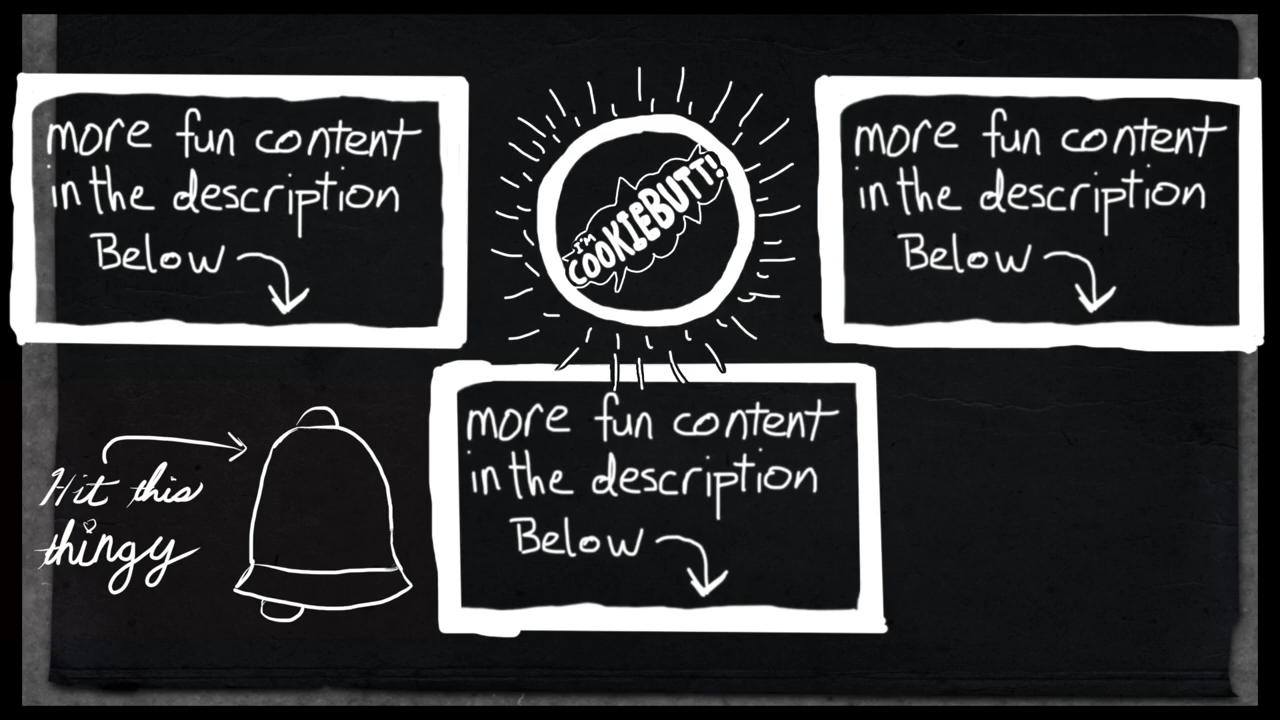 more fun content
in the description
Below
I'M
COOKIEBUTT!
more fun content
in the description
Below
Hit this
thingy
more fun content
in the description
Below